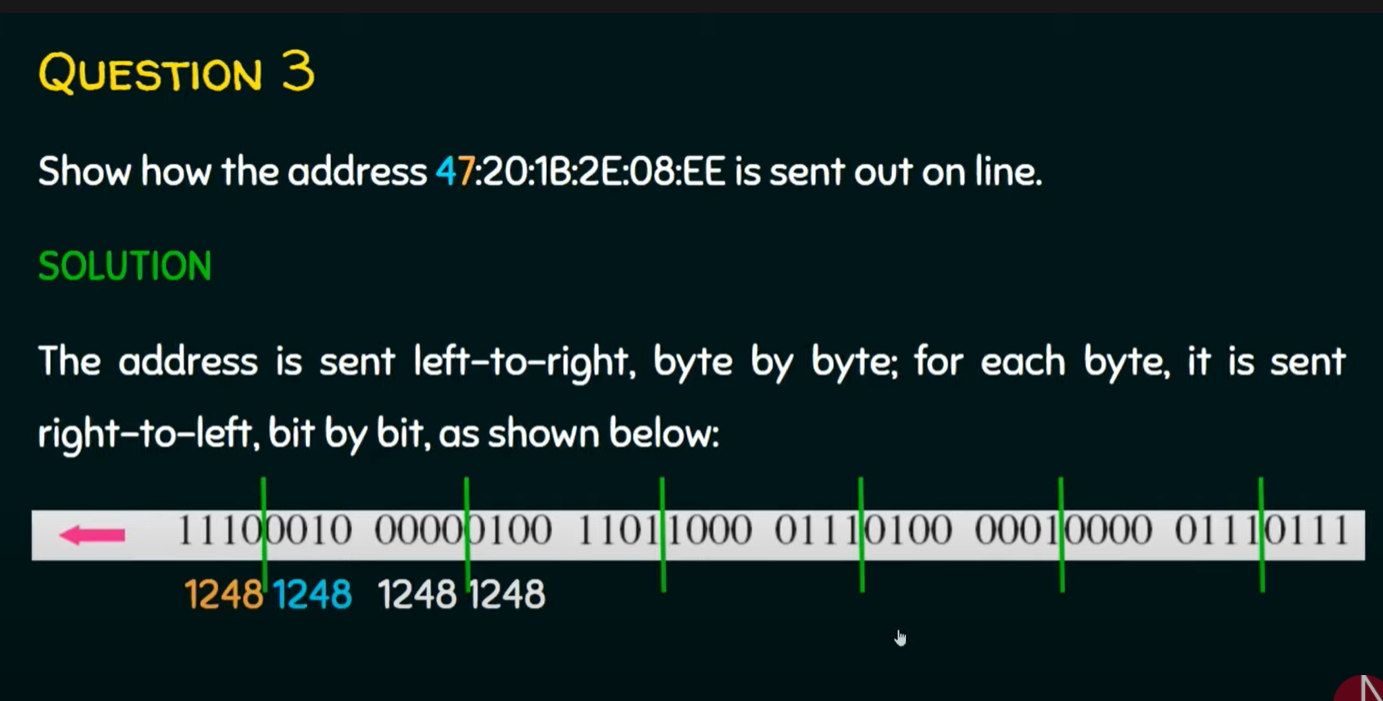 QUESTION 3
Show how the address 47:20:1B:2E:08:EE is sent out on line.
SOLUTION
The address is sent left-to-right, byte by byte; for each byte, it is sent
right-to-left, bit by bit, as shown below:
11100010 00000100 11011000 01110100 00010000 01110111
1248 1248 1248 1248
N